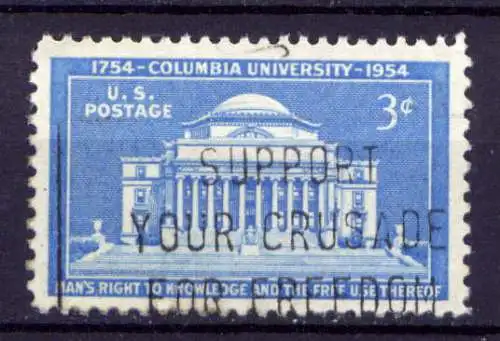 1754-COLUMBIA UNIVERSITY-1954
U.S.
POSTAGE
3¢
SUPPORT
YOUR CRUSADE
FOR FREEDOM
MAN'S RIGHT TO KNOWLEDGE AND THE FREE USE THEREOF